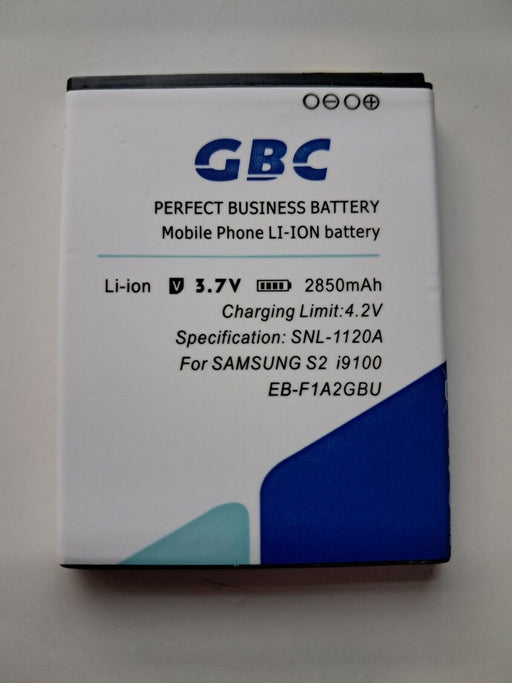 GBC
PERFECT BUSINESS BATTERY
Mobile Phone LI-ION battery
Li-ion V 3.7V 2850mAh
Charging Limit:4.2V
Specification: SNL-1120A
For SAMSUNG S2 i9100
EB-F1A2GBU